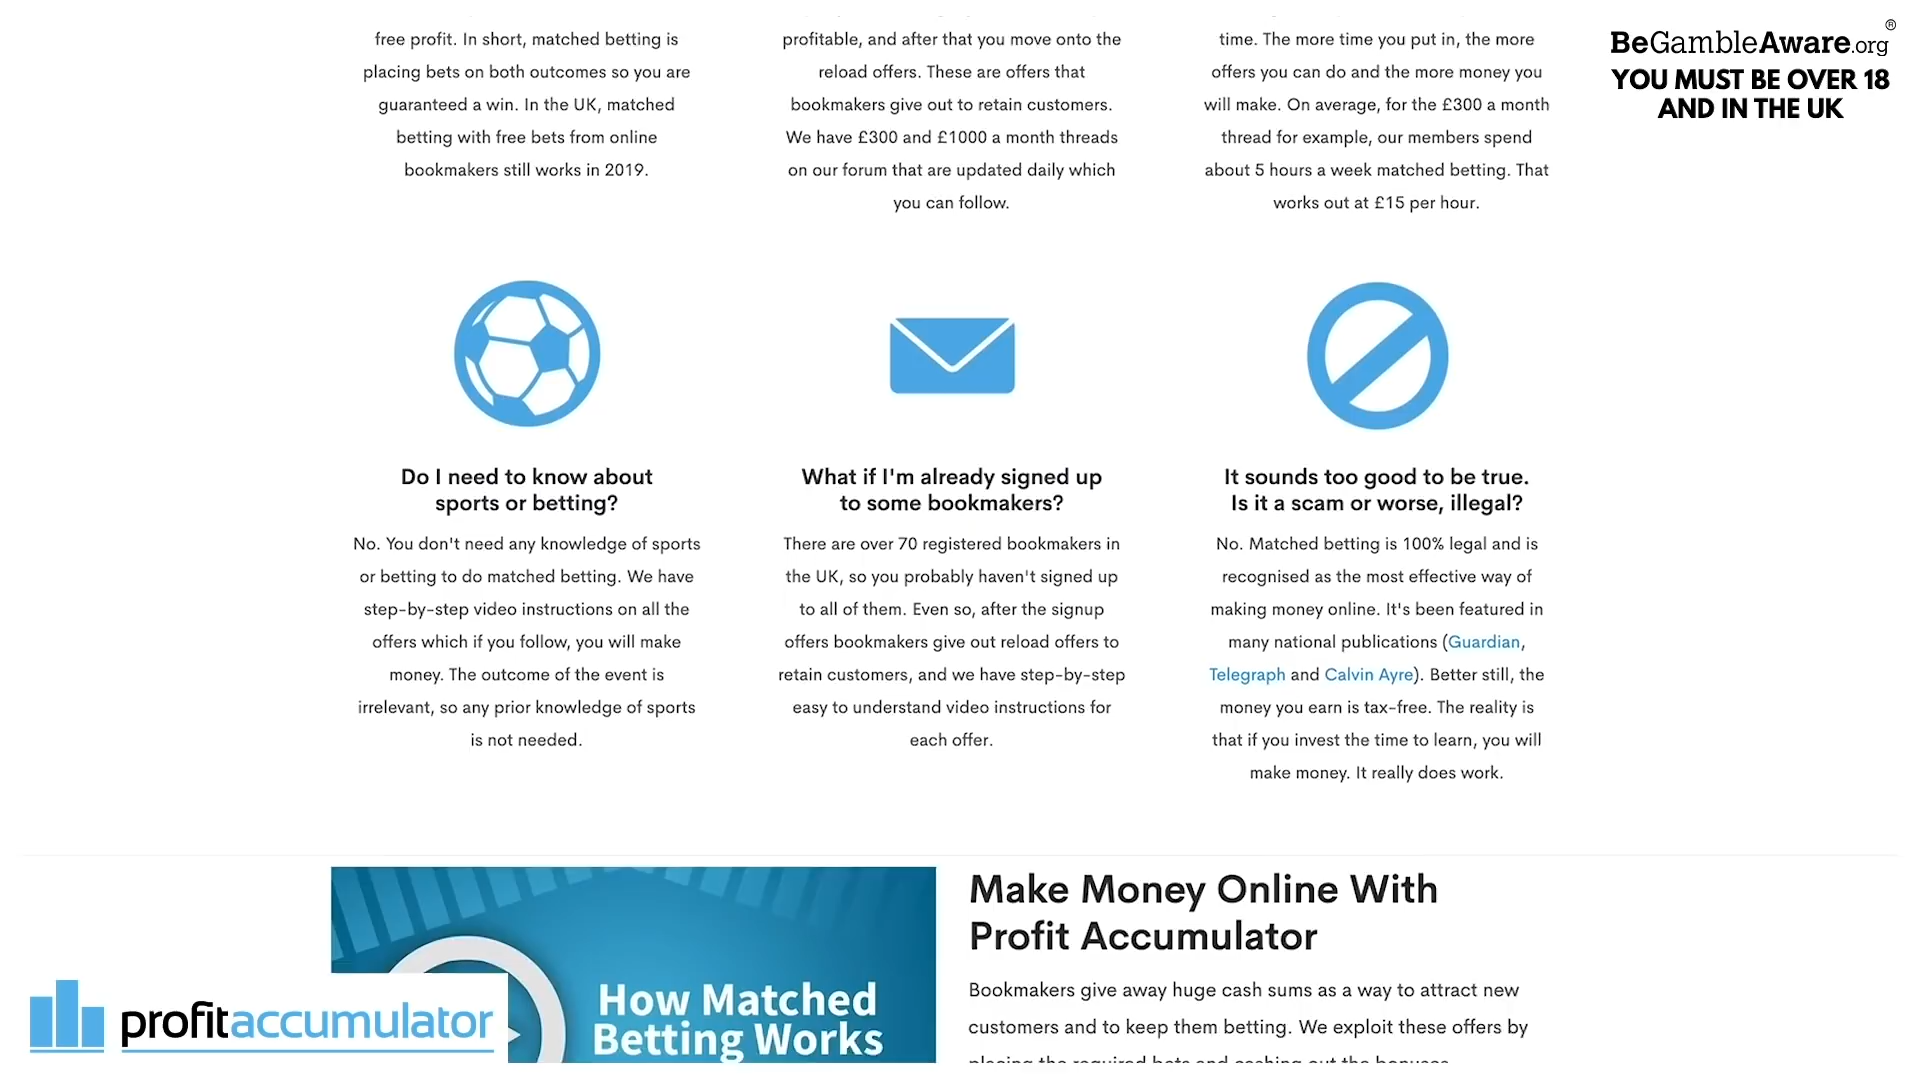 free profit. In short, matched betting is
placing bets on both outcomes so you are
guaranteed a win. In the UK, matched
betting with free bets from online
bookmakers still works in 2019.
profitable, and after that you move onto the
reload offers. These are offers that
bookmakers give out to retain customers.
We have £300 and £1000 a month threads
on our forum that are updated daily which
you can follow.
time. The more time you put in, the more
offers you can do and the more money you
will make. On average, for the £300 a month
thread for example, our members spend
about 5 hours a week matched betting. That
works out at £15 per hour.
BeGambleAware.org®
YOU MUST BE OVER 18
AND IN THE UK
Do I need to know about
sports or betting?
No. You don't need any knowledge of sports
or betting to do matched betting. We have
step-by-step video instructions on all the
offers which if you follow, you will make
money. The outcome of the event is
irrelevant, so any prior knowledge of sports
is not needed.
What if I'm already signed up
to some bookmakers?
There are over 70 registered bookmakers in
the UK, so you probably haven't signed up
to all of them. Even so, after the signup
offers bookmakers give out reload offers to
retain customers, and we have step-by-step
easy to understand video instructions for
each offer.
It sounds too good to be true.
Is it a scam or worse, illegal?
No. Matched betting is 100% legal and is
recognised as the most effective way of
making money online. It's been featured in
many national publications (Guardian,
Telegraph and Calvin Ayre). Better still, the
money you earn is tax-free. The reality is
that if you invest the time to learn, you will
make money. It really does work.
How Matched
Betting Works
Make Money Online With
Profit Accumulator
Bookmakers give away huge cash sums as a way to attract new
customers and to keep them betting. We exploit these offers by
placing the required bets and cashing out the bonuses.
profitaccumulator